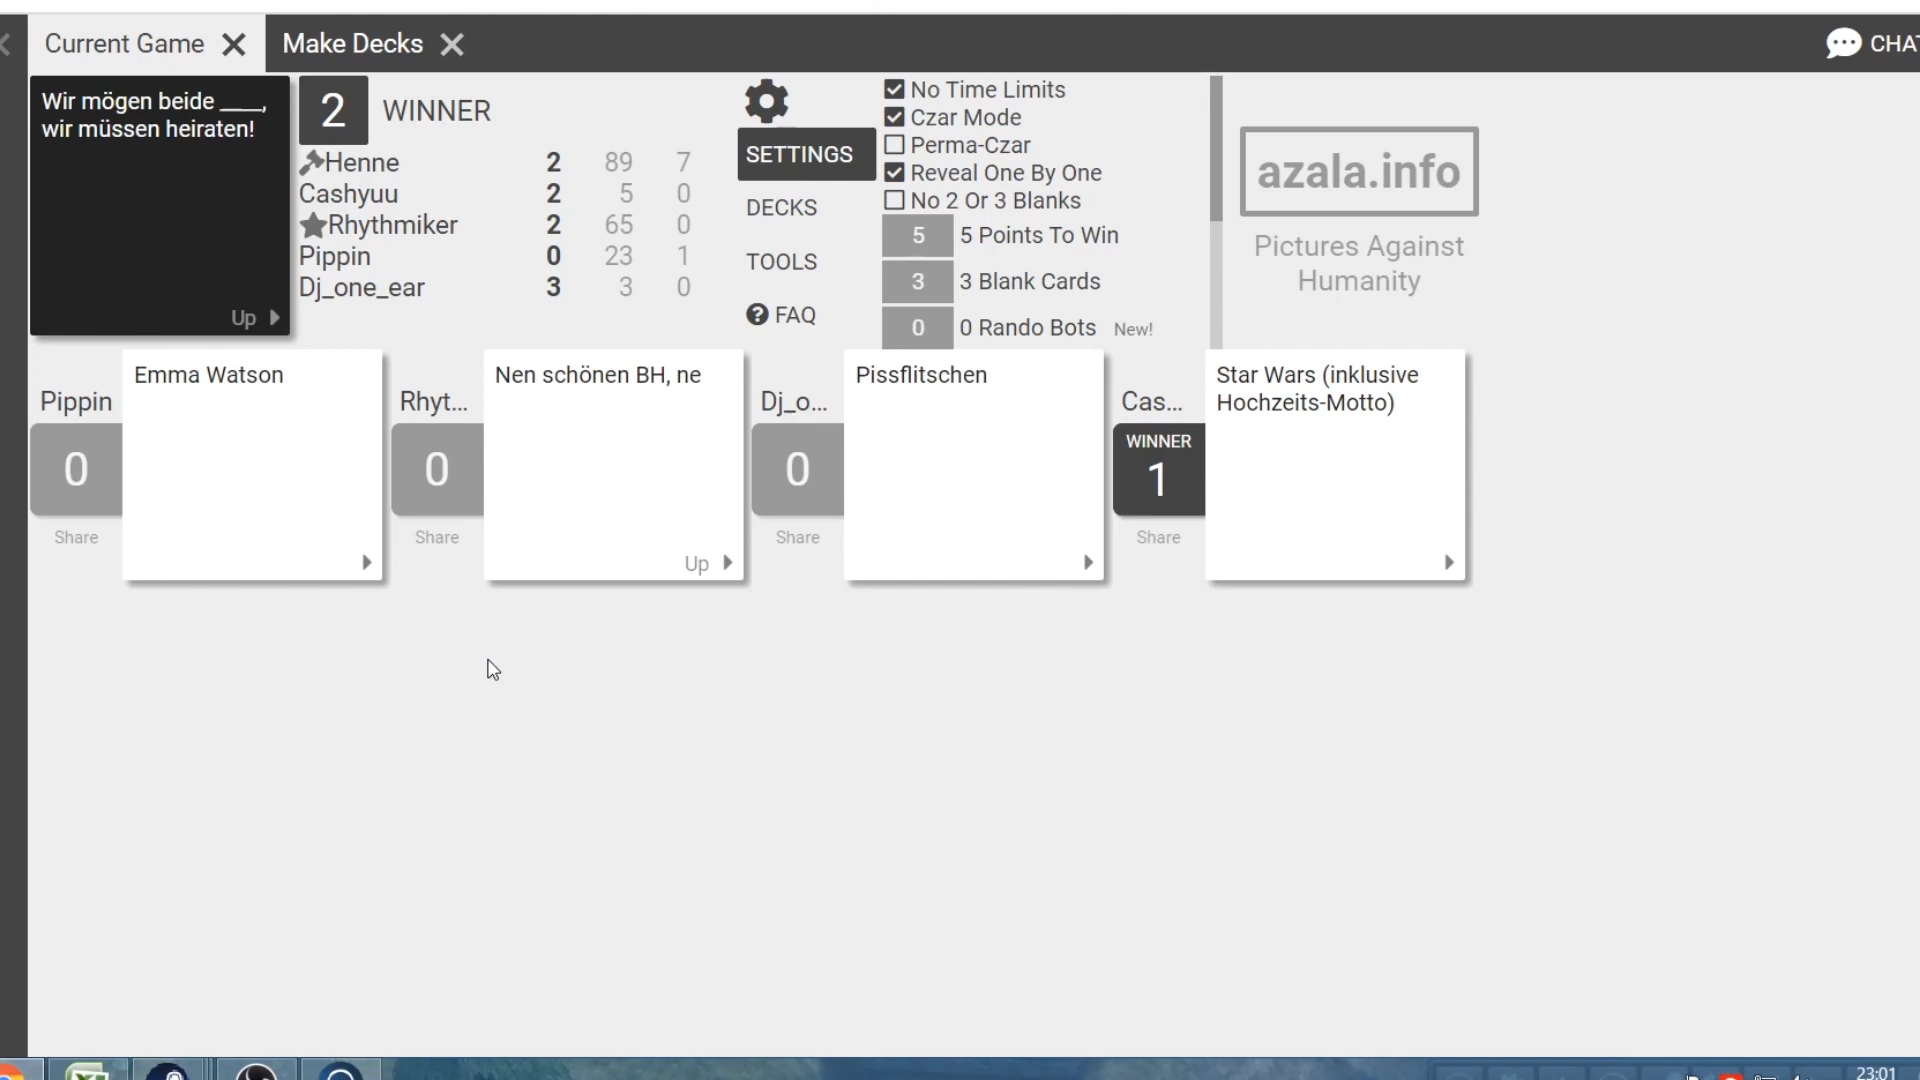 Current Game
Make Decks
CHAT
Wir mögen beide ____,
wir müssen heiraten!
Up
2 WINNER
Henne 2 89 7
Cashyuu 2 5 0
Rhythmiker 2 65 0
Pippin 0 23 1
Dj_one_ear 3 3 0
SETTINGS
DECKS
TOOLS
? FAQ
No Time Limits
Czar Mode
Perma-Czar
Reveal One By One
No 2 Or 3 Blanks
5 5 Points To Win
3 3 Blank Cards
0 0 Rando Bots New!
azala.info
Pictures Against
Humanity
Pippin
0
Share
Emma Watson
Rhyt...
0
Share
Nen schönen BH, ne
Up
Dj_o...
0
Share
Pissflitschen
Cas...
WINNER
1
Share
Star Wars (inklusive
Hochzeits-Motto)
23:01